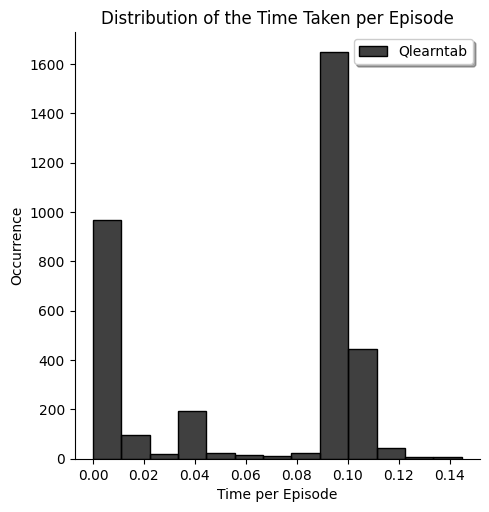 Distribution of the Time Taken per Episode
Qlearntab
1600
1400
1200
1000
800
600
400
200
0
Occurrence
0.00 0.02 0.04 0.06 0.08 0.10 0.12 0.14
Time per Episode